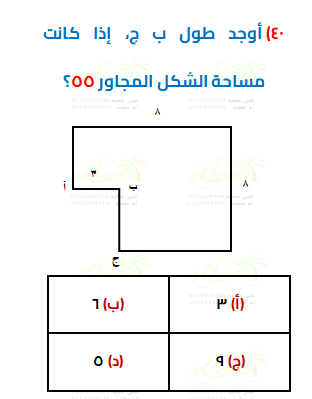 ٤٠) أوجد طول ب ج، إذا كانت
مساحة الشكل المجاور ٥٥؟
٨
٣
أ
ب
٨
ج
(أ) ٣
(ب) ٦
(ج) ٩
(د) ٥